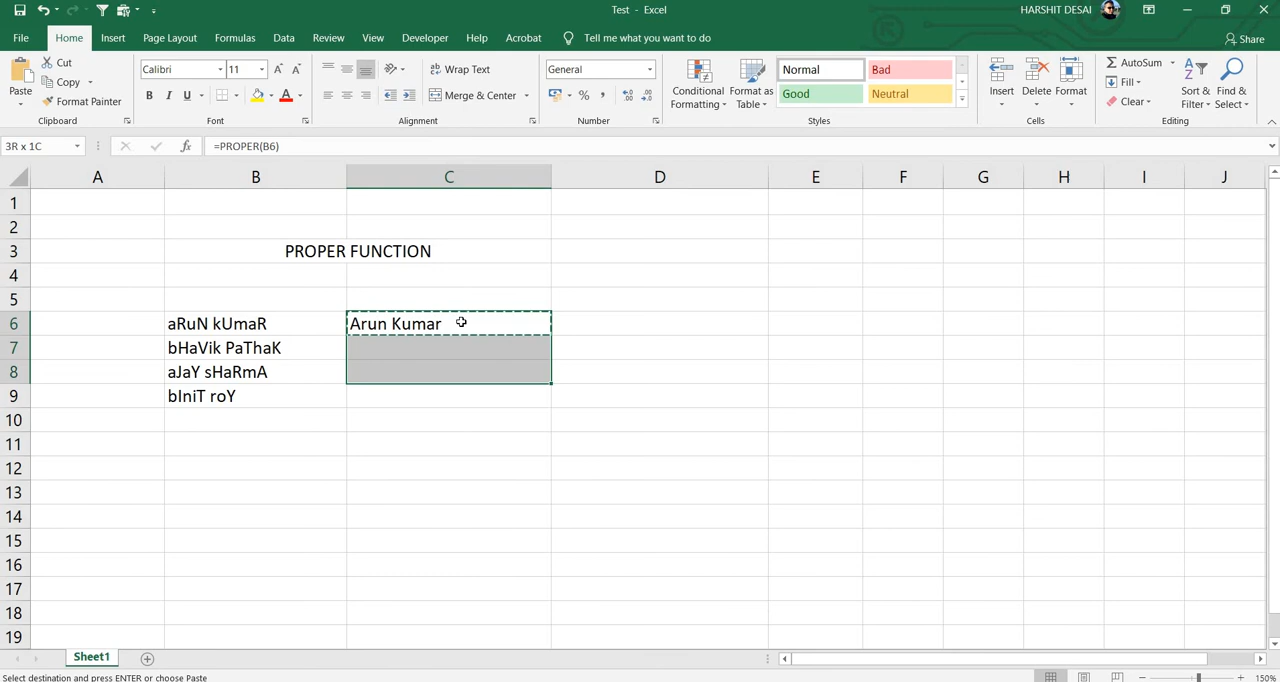 Test - Excel
HARSHIT DESAI
File Home Insert Page Layout Formulas Data Review View Developer Help Acrobat Tell me what you want to do Share
Paste
Cut
Copy
Format Painter
Clipboard
Calibri 11
B I U
Font
Wrap Text
Merge & Center
Alignment
General
Number
Conditional Formatting
Format as Table
Normal Bad
Good Neutral
Styles
Insert Delete Format
Cells
AutoSum
Fill
Clear
Sort & Filter
Find & Select
Editing
3R x 1C fx =PROPER(B6)
A B C D E F G H I J
1
2
3 PROPER FUNCTION
4
5
6 aRuN kUmaR Arun Kumar
7 bHaVik PaThaK
8 aJaY sHaRmA
9 bIniT roY
10
11
12
13
14
15
16
17
18
19
Sheet1
Select destination and press ENTER or choose Paste 150%